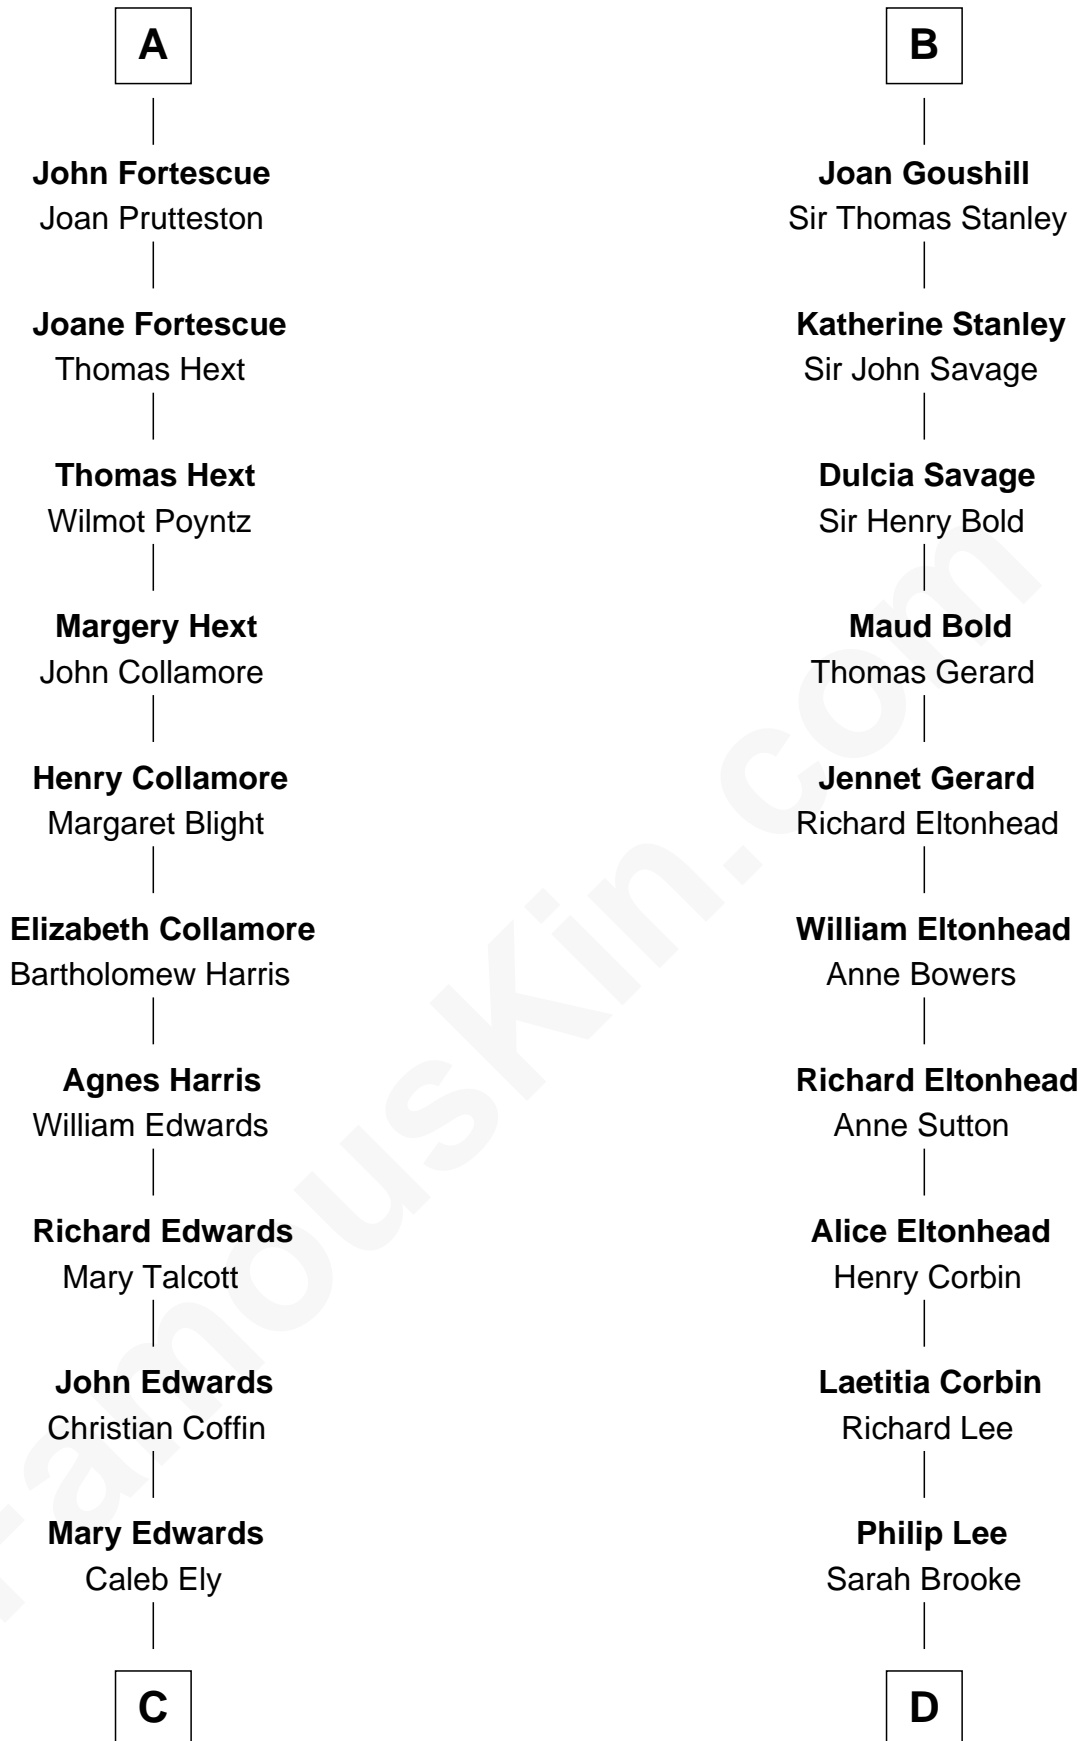 A
John Fortescue
Joan Prutteston
Joane Fortescue
Thomas Hext
Thomas Hext
Wilmot Poyntz
Margery Hext
John Collamore
Henry Collamore
Margaret Blight
Elizabeth Collamore
Bartholomew Harris
Agnes Harris
William Edwards
Richard Edwards
Mary Talcott
John Edwards
Christian Coffin
Mary Edwards
Caleb Ely
C
B
Joan Goushill
Sir Thomas Stanley
Katherine Stanley
Sir John Savage
Dulcia Savage
Sir Henry Bold
Maud Bold
Thomas Gerard
Jennet Gerard
Richard Eltonhead
William Eltonhead
Anne Bowers
Richard Eltonhead
Anne Sutton
Alice Eltonhead
Henry Corbin
Laetitia Corbin
Richard Lee
Philip Lee
Sarah Brooke
D
FamousKin.com